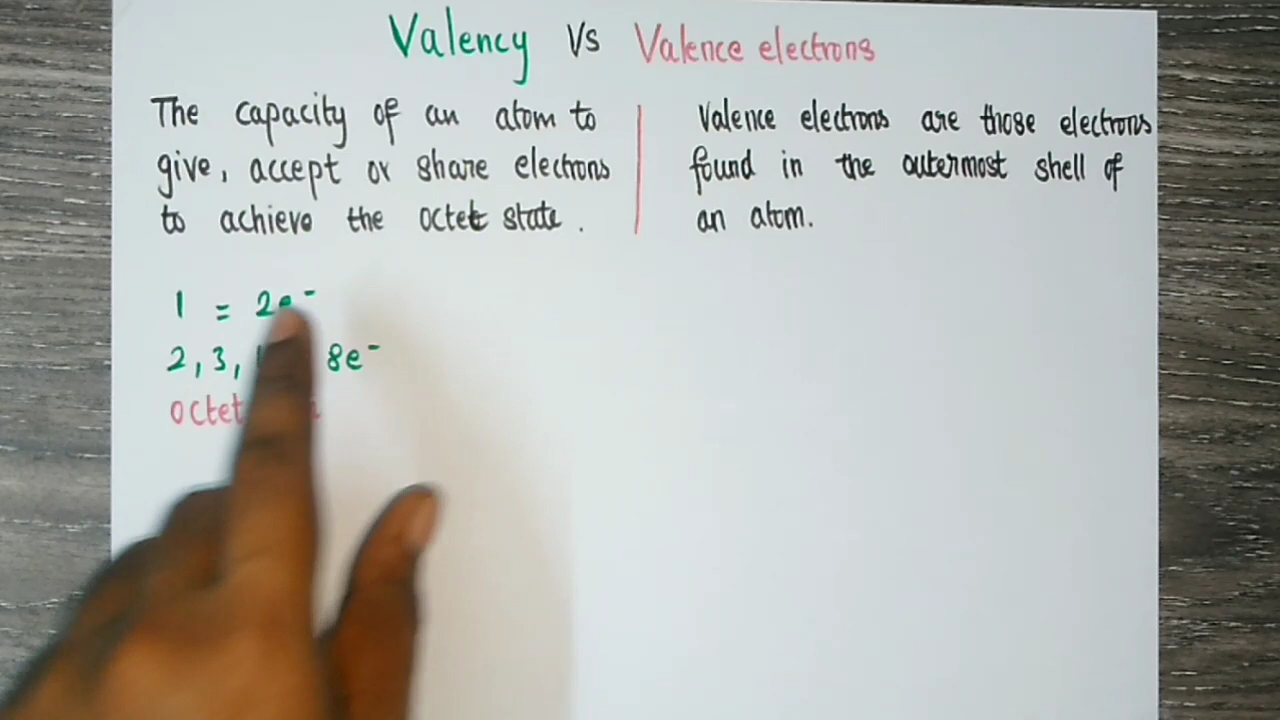 Valency Vs Valence electrons
The capacity of an atom to
give, accept or share electrons
to achieve the octet state.
Valence electrons are those electrons
found in the outermost shell of
an atom.
1 = 2e⁻
2, 3, 8e⁻
octet